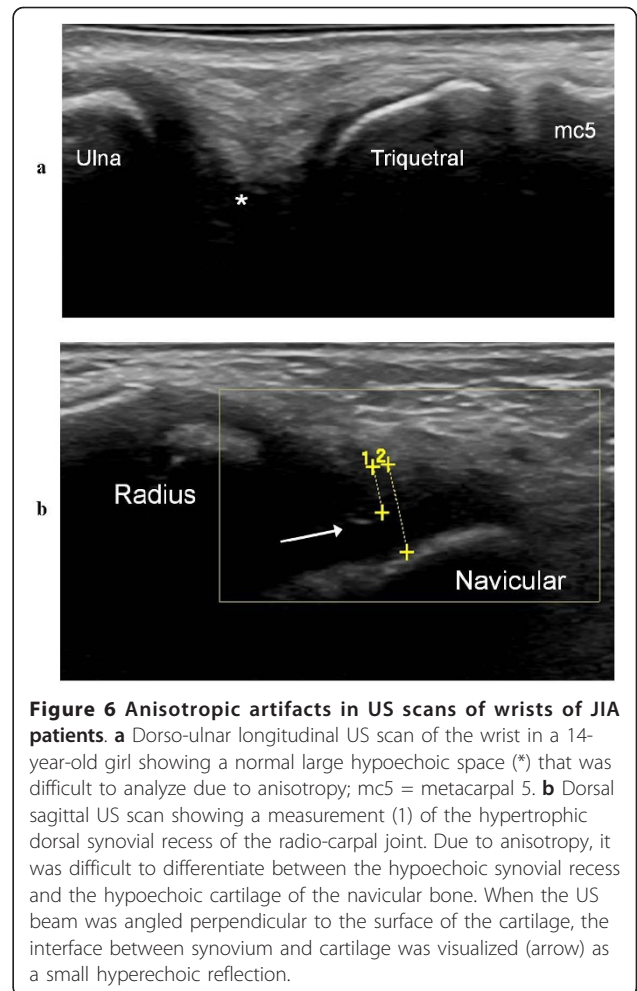 Ulna
Triquetral
mc5
*
a
1 2
Radius
Navicular
b
Figure 6 Anisotropic artifacts in US scans of wrists of JIA
patients. a Dorso-ulnar longitudinal US scan of the wrist in a 14-
year-old girl showing a normal large hypoechoic space (*) that was
difficult to analyze due to anisotropy; mc5 = metacarpal 5. b Dorsal
sagittal US scan showing a measurement (1) of the hypertrophic
dorsal synovial recess of the radio-carpal joint. Due to anisotropy, it
was difficult to differentiate between the hypoechoic synovial recess
and the hypoechoic cartilage of the navicular bone. When the US
beam was angled perpendicular to the surface of the cartilage, the
interface between synovium and cartilage was visualized (arrow) as
a small hyperechoic reflection.